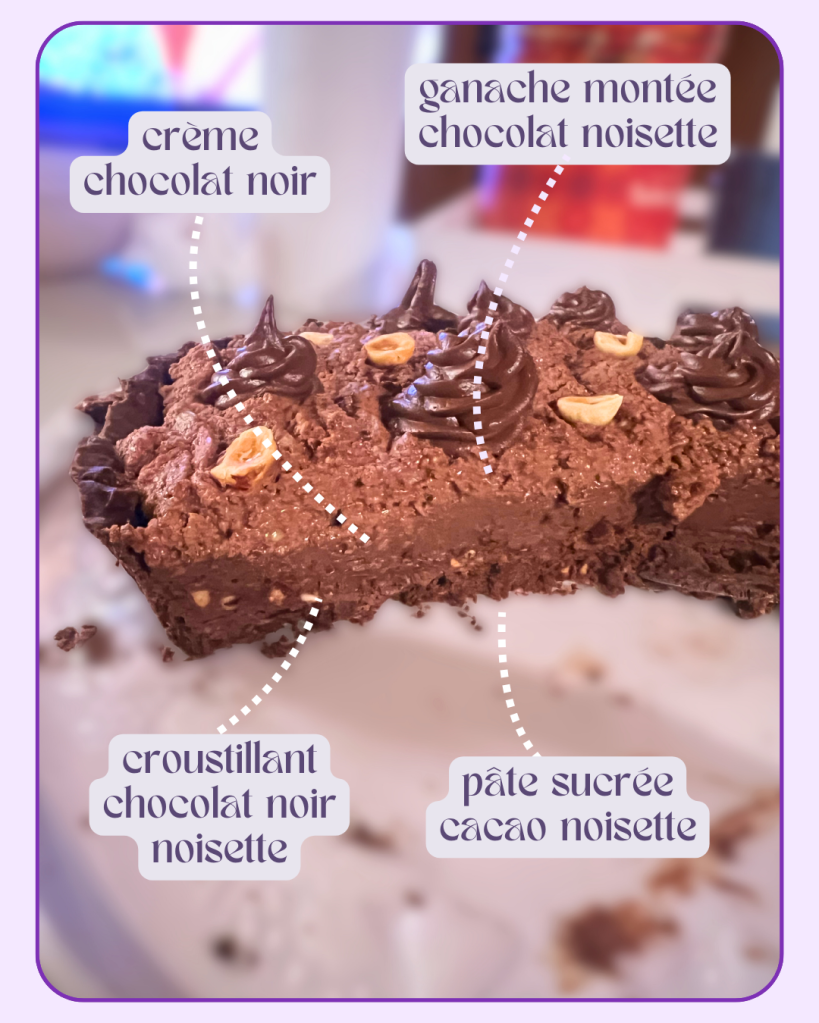 crème
chocolat noir
ganache montée
chocolat noisette
croustillant
chocolat noir
noisette
pâte sucrée
cacao noisette